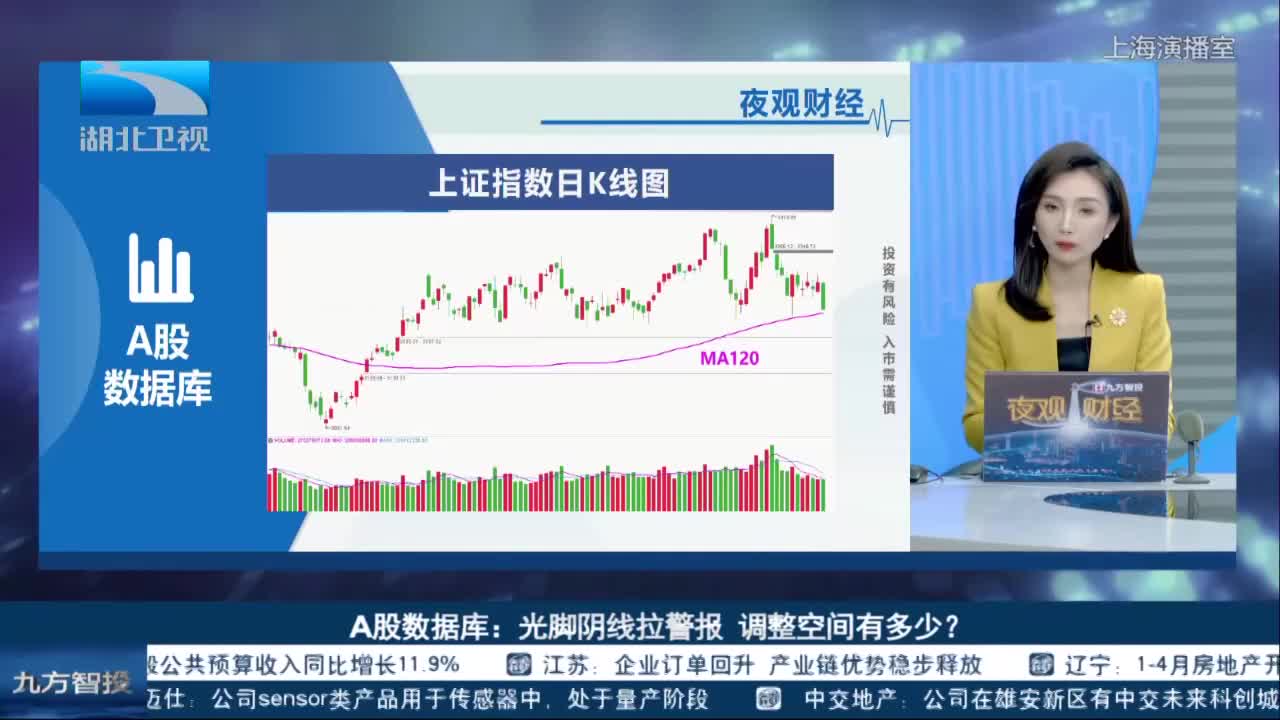 上海演播室
湖北卫视
夜观财经
上证指数日K线图
MA120
A股
数据库
投资有风险 入市需谨慎
九方智投
夜观财经
A股数据库：光脚阴线拉警报 调整空间有多少?
九方智投
公共预算收入同比增长11.9% 江苏：企业订单回升 产业链优势稳步释放 辽宁：1-4月房地产开
迈仕：公司sensor类产品用于传感器中，处于量产阶段 中交地产：公司在雄安新区有中交未来科创城